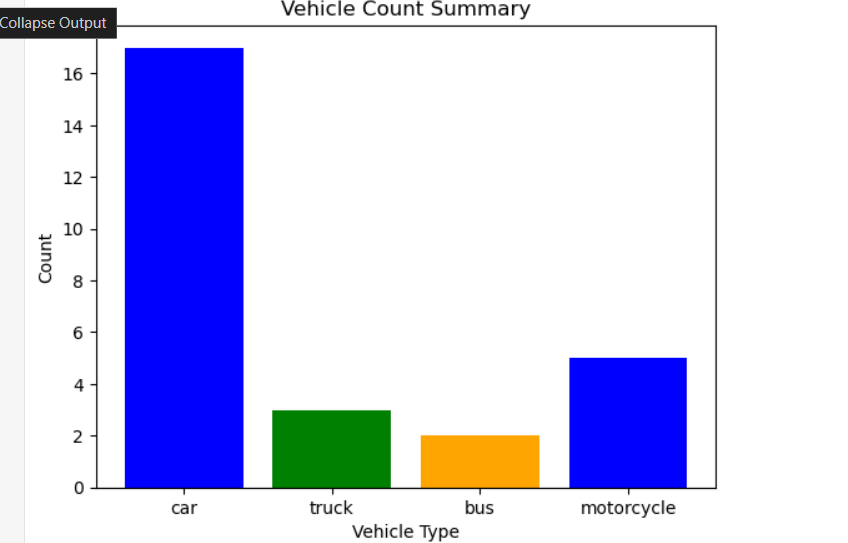 Vehicle Count Summary
Collapse Output
16
14
12
10
8
6
4
2
0
Count
car truck bus motorcycle
Vehicle Type